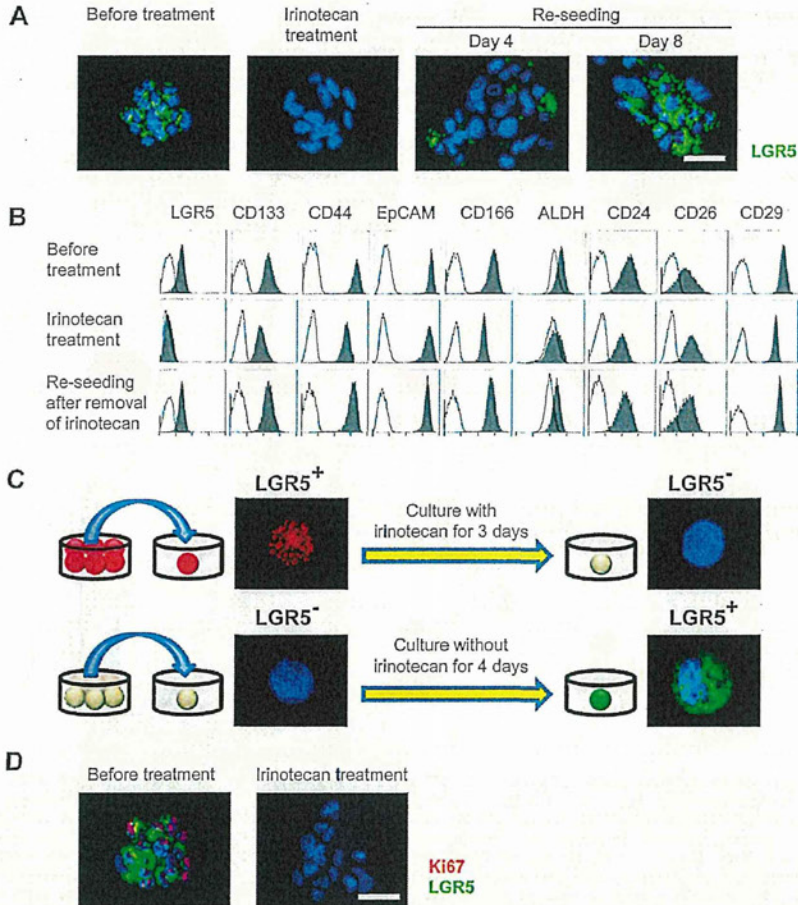 A
Before treatment
Irinotecan
treatment
Re-seeding
Day 4
Day 8
LGR5
B
LGR5 CD133 CD44 EpCAM CD166 ALDH CD24 CD26 CD29
Before
treatment
Irinotecan
treatment
Re-seeding
after removal
of irinotecan
C
LGR5+
Culture with
irinotecan for 3 days
LGR5-
LGR5-
Culture without
irinotecan for 4 days
LGR5+
D
Before treatment
Irinotecan treatment
Ki67
LGR5